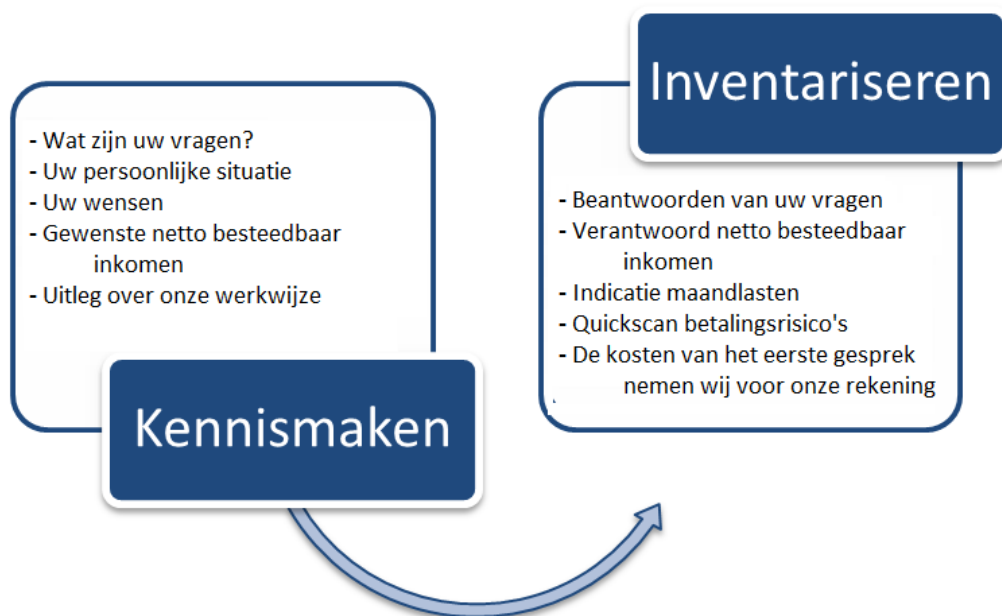 - Wat zijn uw vragen?
- Uw persoonlijke situatie
- Uw wensen
- Gewenste netto besteedbaar
inkomen
- Uitleg over onze werkwijze
Kennismaken
Inventariseren
- Beantwoorden van uw vragen
- Verantwoord netto besteedbaar
inkomen
- Indicatie maandlasten
- Quickscan betalingsrisico's
- De kosten van het eerste gesprek
nemen wij voor onze rekening